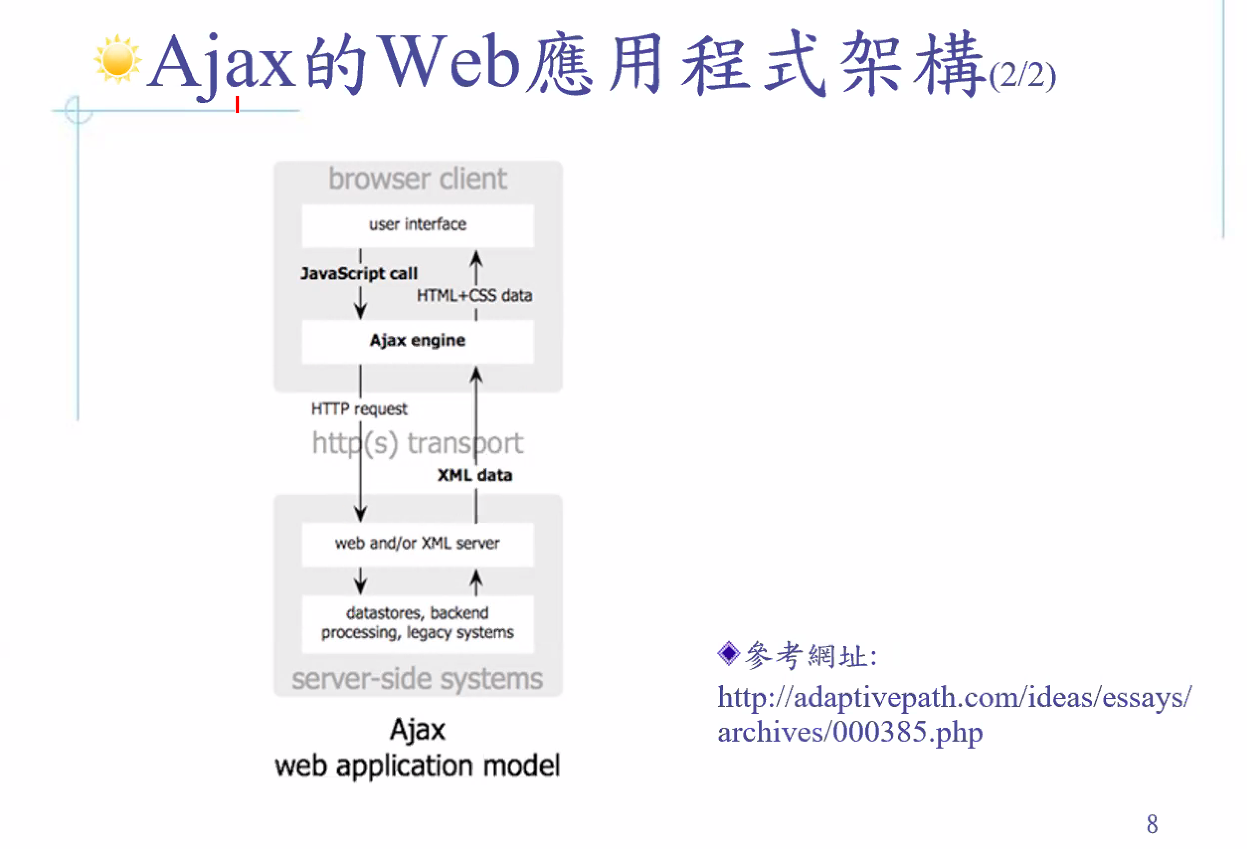 Ajax的Web應用程式架構(2/2)
browser client
user interface
JavaScript call
HTML+CSS data
Ajax engine
HTTP request
http(s) transport
XML data
web and/or XML server
datastores, backend
processing, legacy systems
server-side systems
Ajax
web application model
參考網址:
http://adaptivepath.com/ideas/essays/
archives/000385.php
8